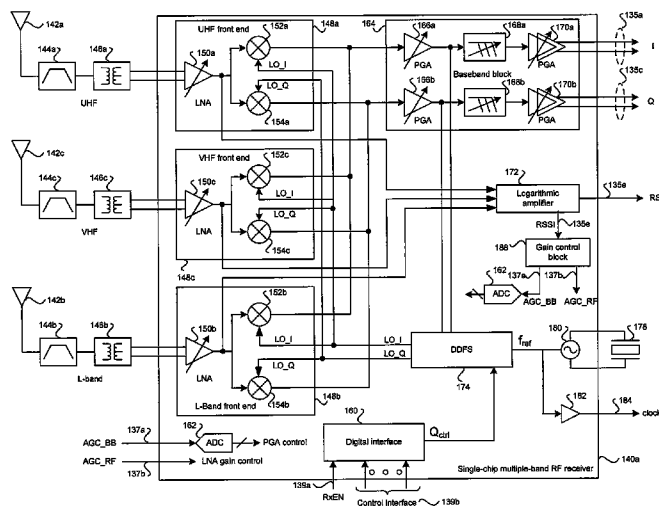 142a
144a
146a
UHF
UHF front end
152a
148a
150a
LNA
LO_I
LO_Q
154a
164
166a
168a
170a
135a
PGA
Baseband block
PGA
I
166b
168b
170b
135c
PGA
PGA
Q
142c
144c
146c
VHF
VHF front end
152c
150c
LNA
LO_I
LO_Q
154c
148c
172
Logarithmic
amplifier
135e
RSSI
135e
186
Gain control
block
137a
137b
162
ADC
AGC_BB
AGC_RF
142b
144b
146b
L-band
152b
150b
LNA
LO_I
LO_Q
154b
L-Band front end
148b
LO_I
LO_Q
DDFS
174
fref
180
178
182
184
clock
137a
AGC_BB
162
ADC
PGA control
AGC_RF
LNA gain control
137b
160
Digital interface
Qctrl
Single-chip multiple-band RF receiver
140a
139a
RxEN
Control interface
139b